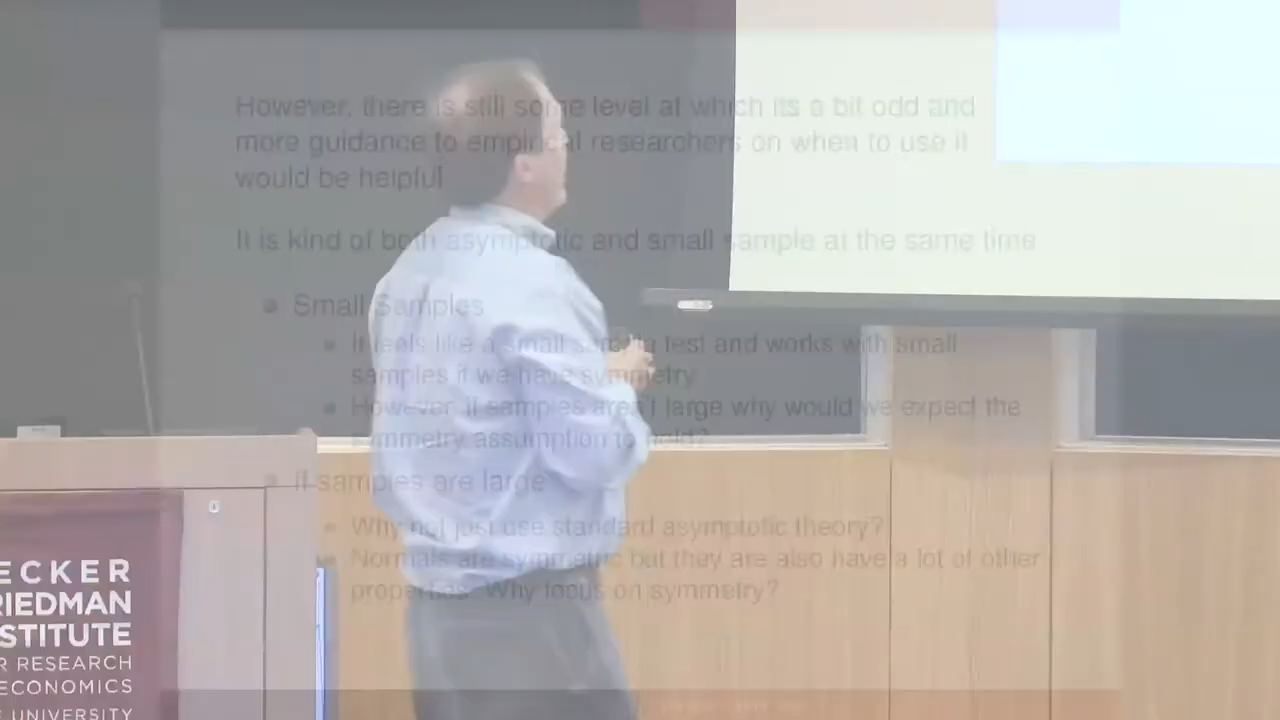 However, there is still some level at which its a bit odd and
more guidance to empirical researchers on when to use it
would be helpful
It is kind of both asymptotic and small sample at the same time
Small Samples
It feels like a small sample test and works with small
samples if we have symmetry
However if samples aren't large why would we expect the
symmetry assumption to hold?
If samples are large
Why not just use standard asymptotic theory?
Normals are symmetric but they are also have a lot of other
properties. Why focus on symmetry?
ECKER
RIEDMAN
STITUTE
R RESEARCH
ECONOMICS
UNIVERSITY